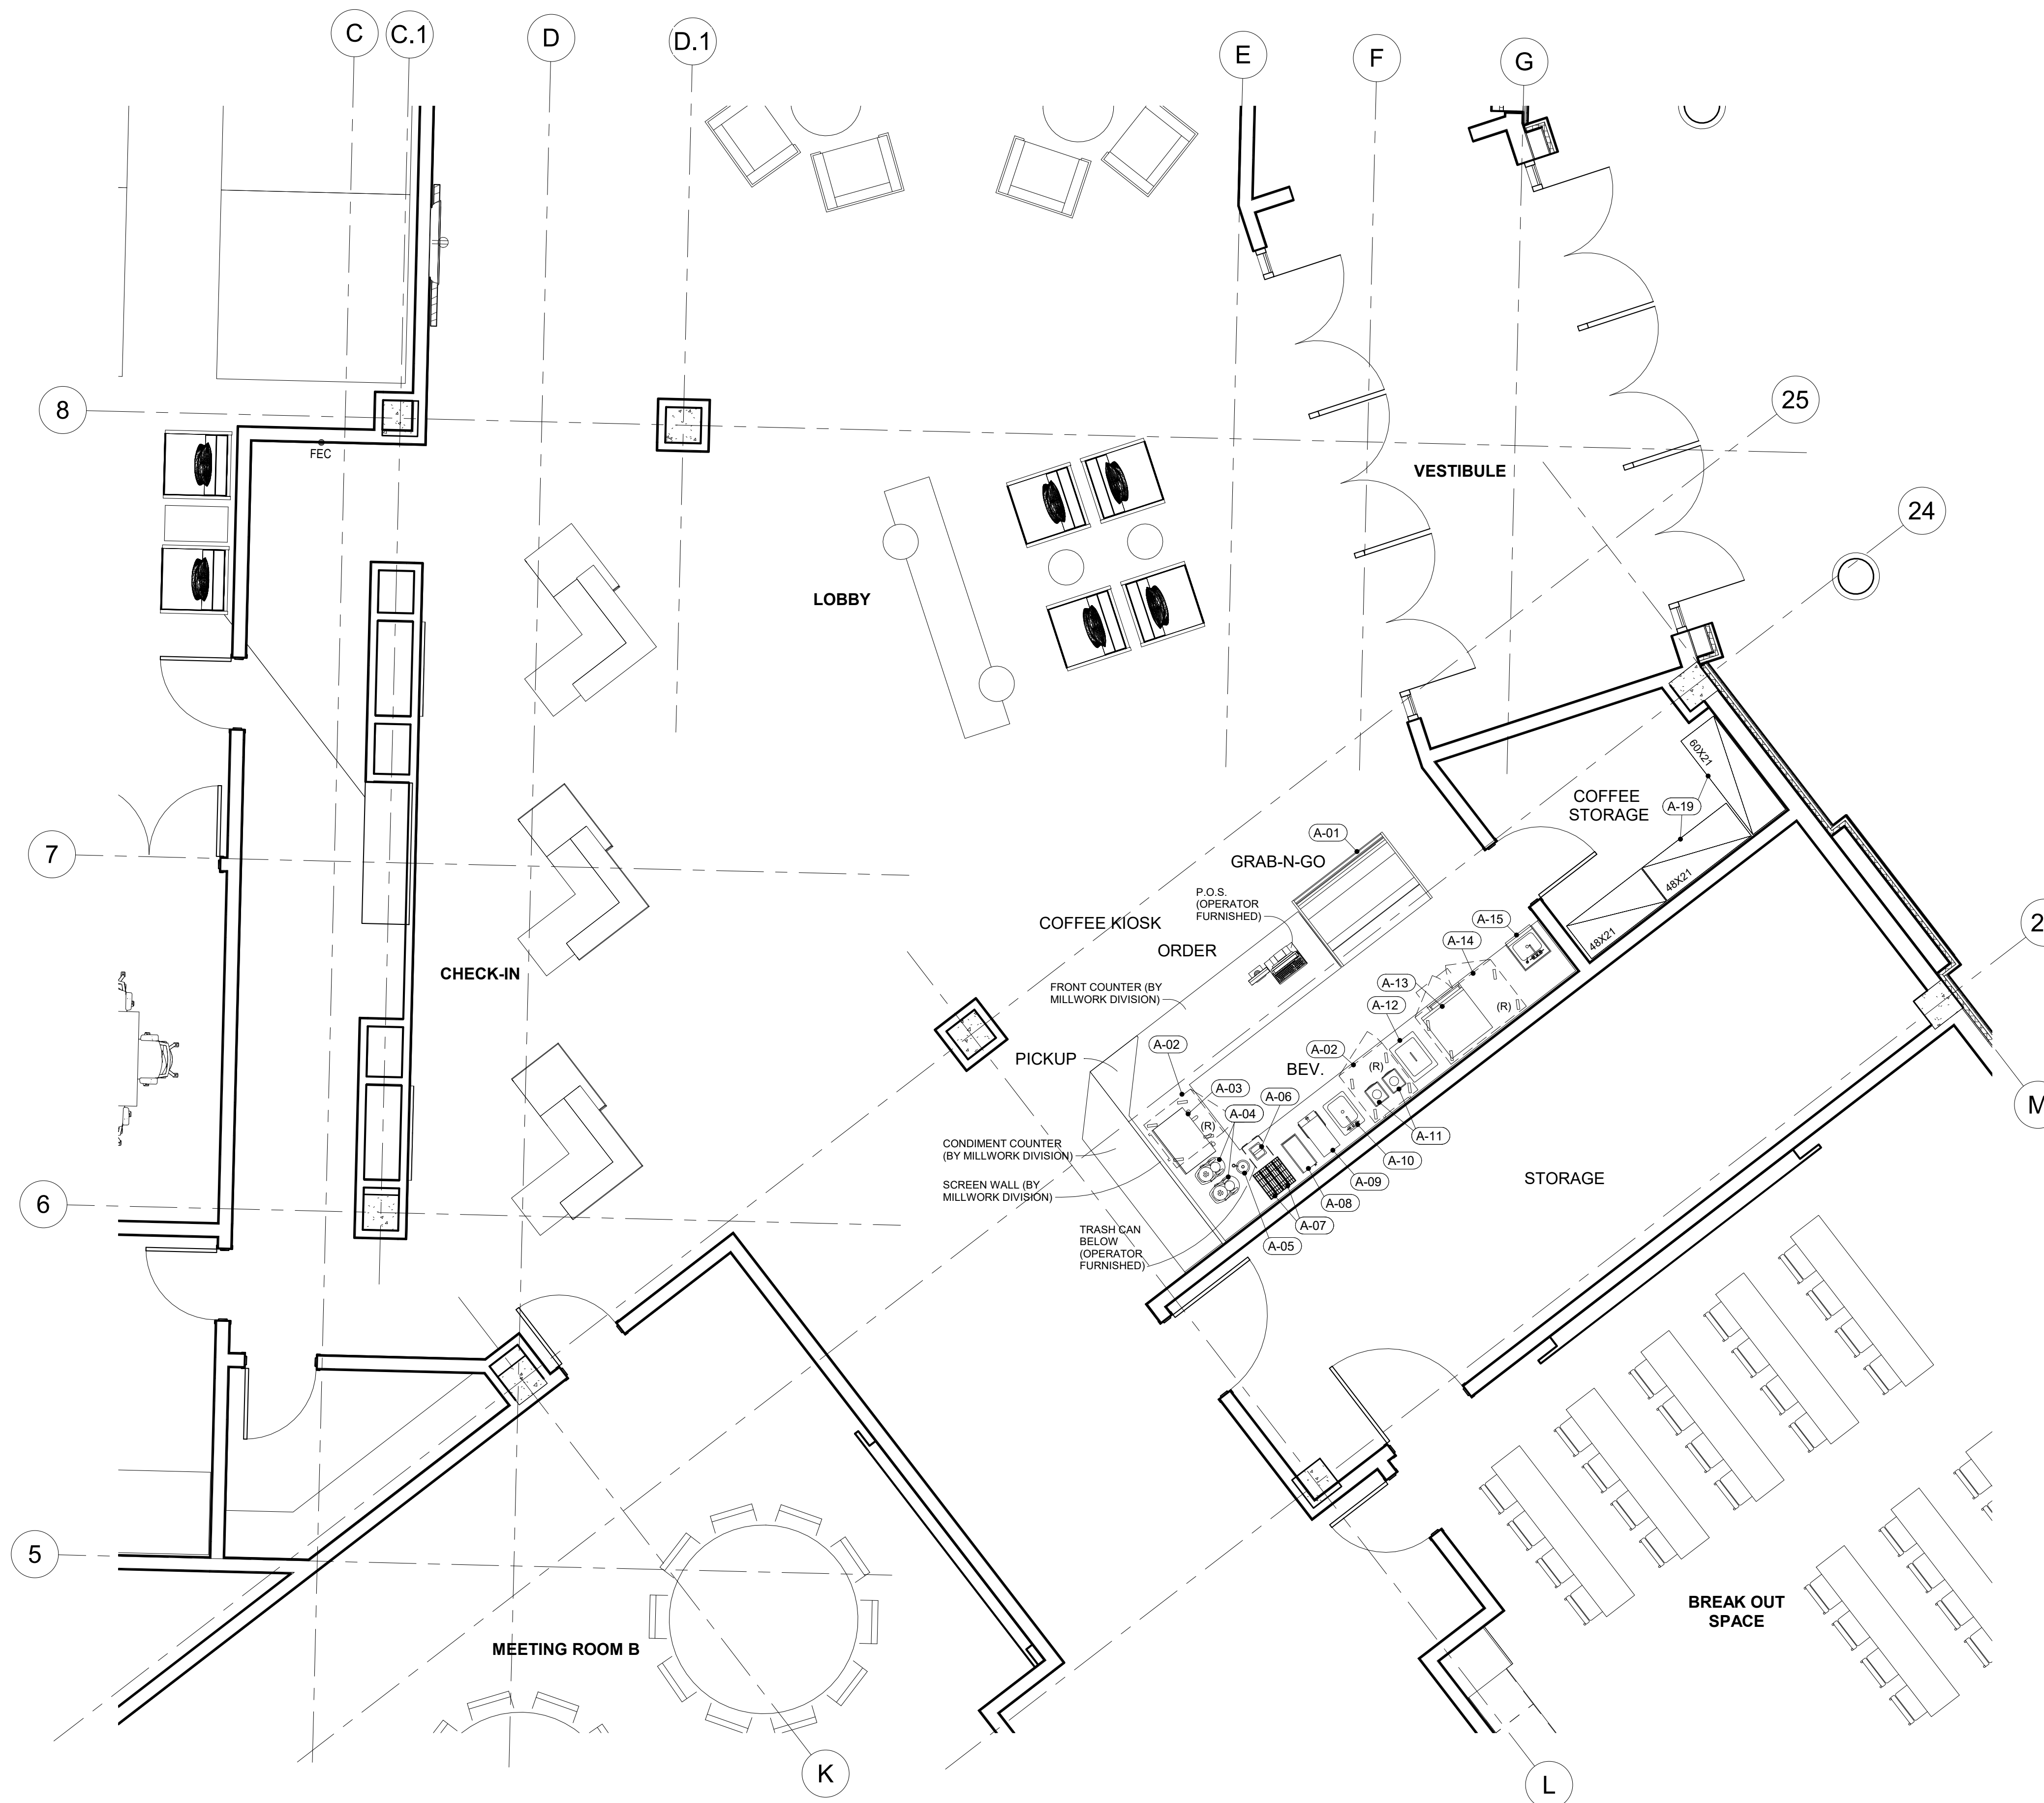 C
C.1
D
D.1
E
F
G
8
25
FEC
VESTIBULE
24
LOBBY
60X21
COFFEE
STORAGE
A-19
A-01
7
GRAB-N-GO
48X21
P.O.S.
(OPERATOR
FURNISHED)
A-15
COFFEE KIOSK
48X21
A-14
ORDER
CHECK-IN
A-13
FRONT COUNTER (BY
MILLWORK DIVISION)
A-12
(R)
A-02
A-02
PICKUP
BEV.
(R)
A-03
A-06
A-04
(R)
A-11
CONDIMENT COUNTER
(BY MILLWORK DIVISION)
A-10
A-09
STORAGE
SCREEN WALL (BY
MILLWORK DIVISION)
A-08
6
A-07
TRASH CAN
BELOW
(OPERATOR
FURNISHED)
A-05
5
BREAK OUT
SPACE
MEETING ROOM B
K
L